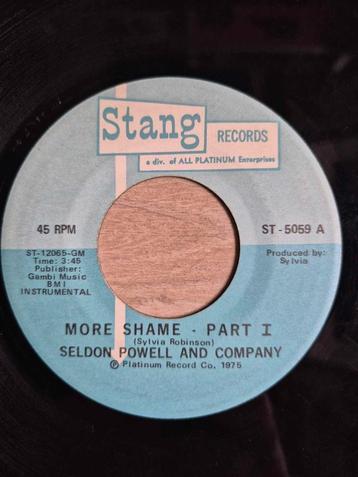 Stang
RECORDS
a div. of ALL PLATINUM Enterprises
45 RPM
ST-5059 A
ST-12065-GM
Time: 3:45
Publisher:
Gambi Music
BMI
INSTRUMENTAL
Produced by:
Sylvia
MORE SHAME - PART I
(Sylvia Robinson)
SELDON POWELL AND COMPANY
℗ Platinum Record Co. 1975